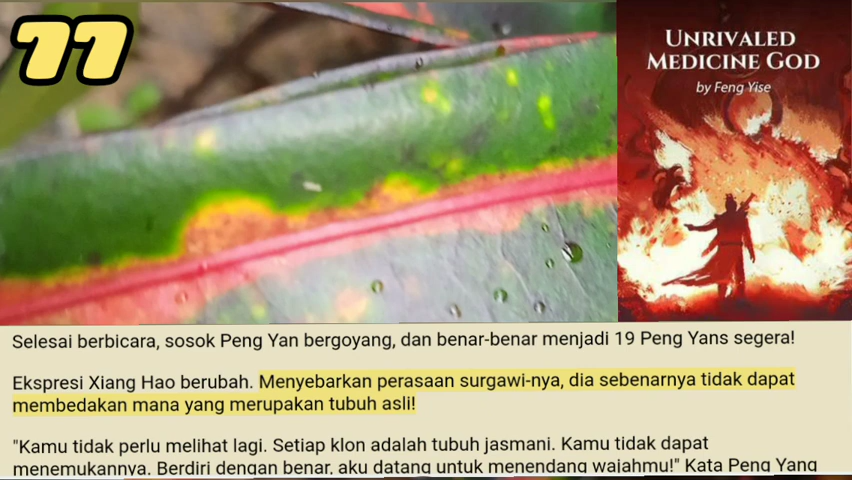 77
UNRIVALED
MEDICINE GOD
by Feng Yise
Selesai berbicara, sosok Peng Yan bergoyang, dan benar-benar menjadi 19 Peng Yans segera!
Ekspresi Xiang Hao berubah. Menyebarkan perasaan surgawi-nya, dia sebenarnya tidak dapat
membedakan mana yang merupakan tubuh asli!
"Kamu tidak perlu melihat lagi. Setiap klon adalah tubuh jasmani. Kamu tidak dapat
menemukannya. Berdiri dengan benar, aku datang untuk menendang wajahmu!" Kata Peng Yang